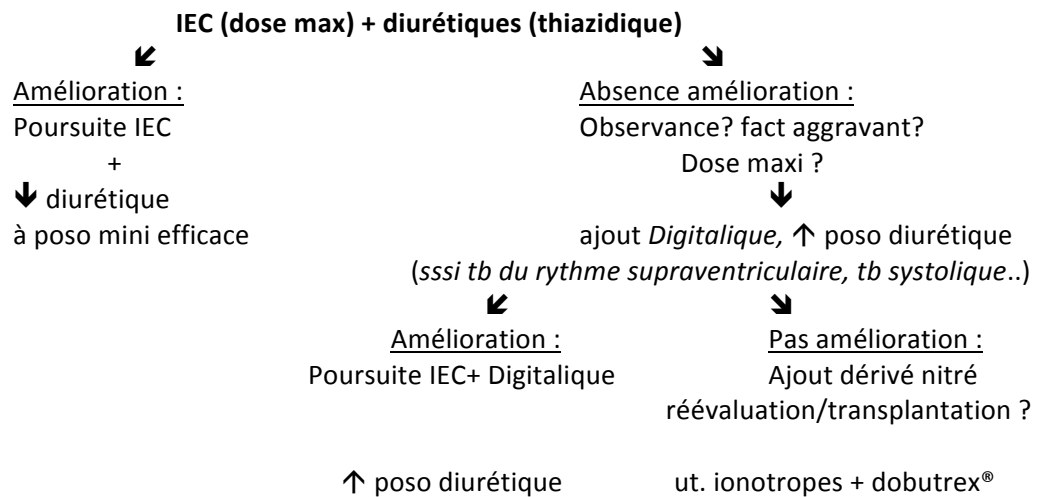 IEC (dose max) + diurétiques (thiazidique)
🡿 🡾
Amélioration : Absence amélioration :
Poursuite IEC Observance? fact aggravant?
+ Dose maxi ?
🡻 diurétique 🡻
à poso mini efficace ajout Digitalique, ↑ poso diurétique
(sssi tb du rythme supraventriculaire, tb systolique..)
🡿 🡾
Amélioration : Pas amélioration :
Poursuite IEC+ Digitalique Ajout dérivé nitré
réévaluation/transplantation ?
↑ poso diurétique ut. ionotropes + dobutrex®